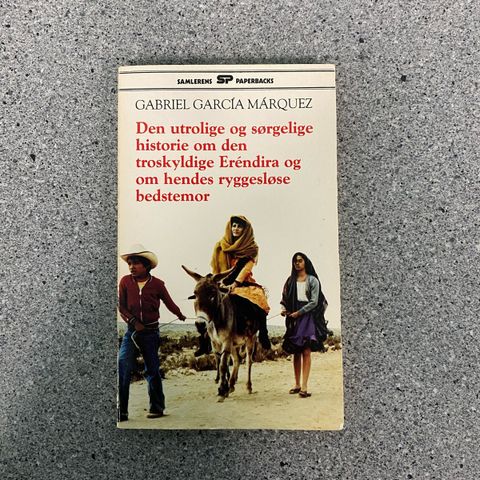 SAMLERENS SP PAPERBACKS
GABRIEL GARCÍA MÁRQUEZ
Den utrolige og sørgelige
historie om den
troskyldige Eréndira og
om hendes ryggesløse
bedstemor